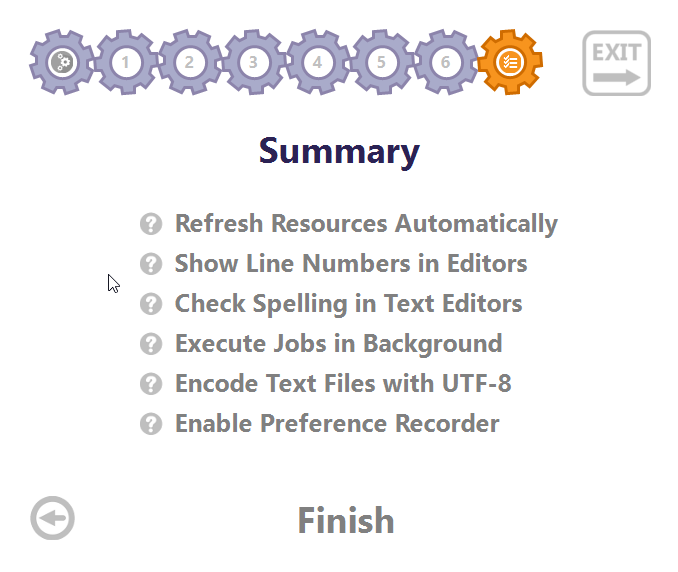 1 2 3 4 5 6 EXIT
Summary
? Refresh Resources Automatically
? Show Line Numbers in Editors
? Check Spelling in Text Editors
? Execute Jobs in Background
? Encode Text Files with UTF-8
? Enable Preference Recorder
Finish